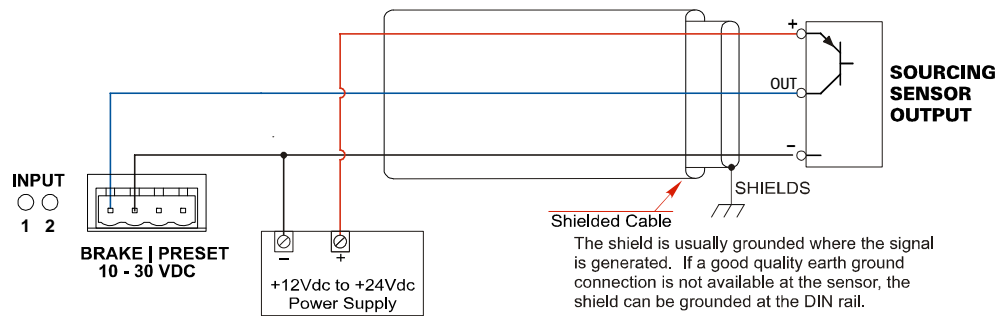 +
OUT
-
SOURCING
SENSOR
OUTPUT
INPUT
1 2
BRAKE | PRESET
10 - 30 VDC
- +
+12Vdc to +24Vdc
Power Supply
SHIELDS
Shielded Cable
The shield is usually grounded where the signal
is generated. If a good quality earth ground
connection is not available at the sensor, the
shield can be grounded at the DIN rail.